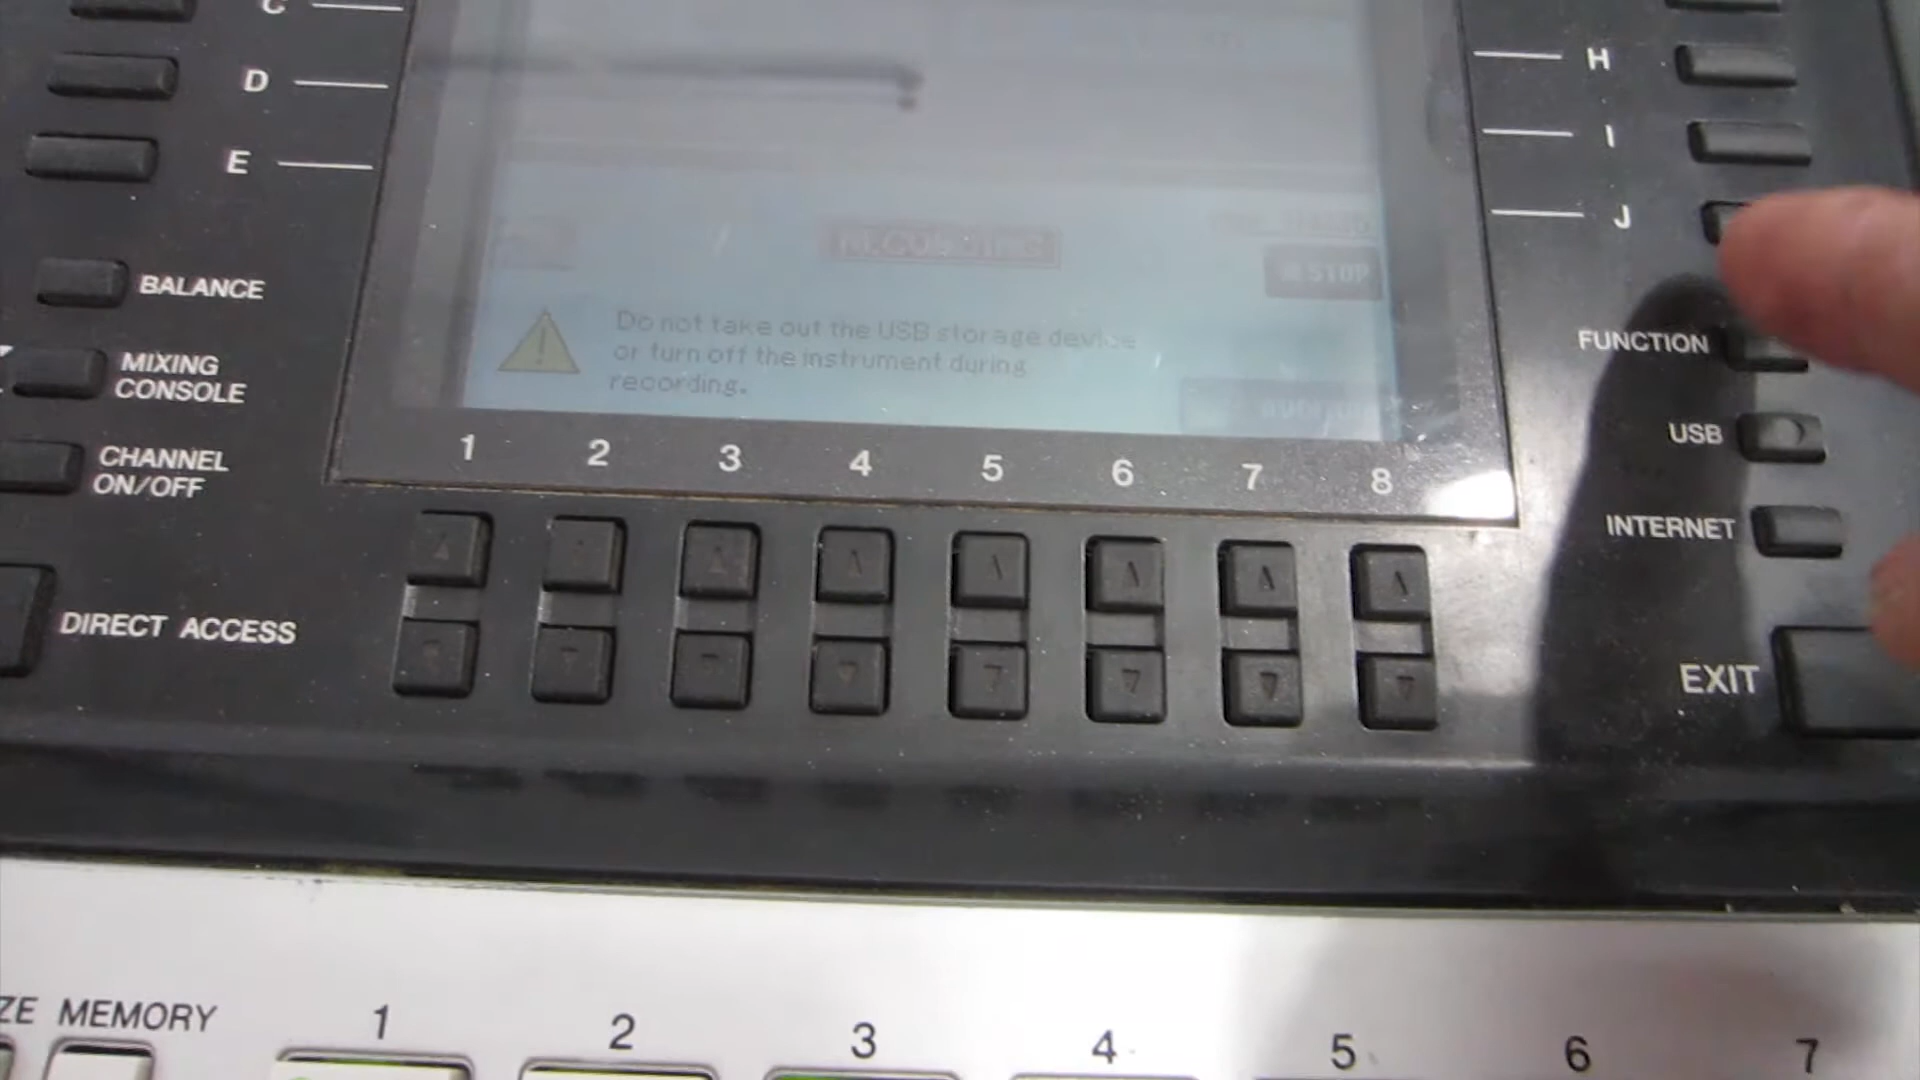 C
D
E
H
I
J
RECORDING
STOP
Do not take out the USB storage device
or turn off the instrument during
recording.
BALANCE
MIXING
CONSOLE
CHANNEL
ON/OFF
DIRECT ACCESS
FUNCTION
USB
INTERNET
EXIT
1 2 3 4 5 6 7 8
ZE MEMORY
1 2 3 4 5 6 7